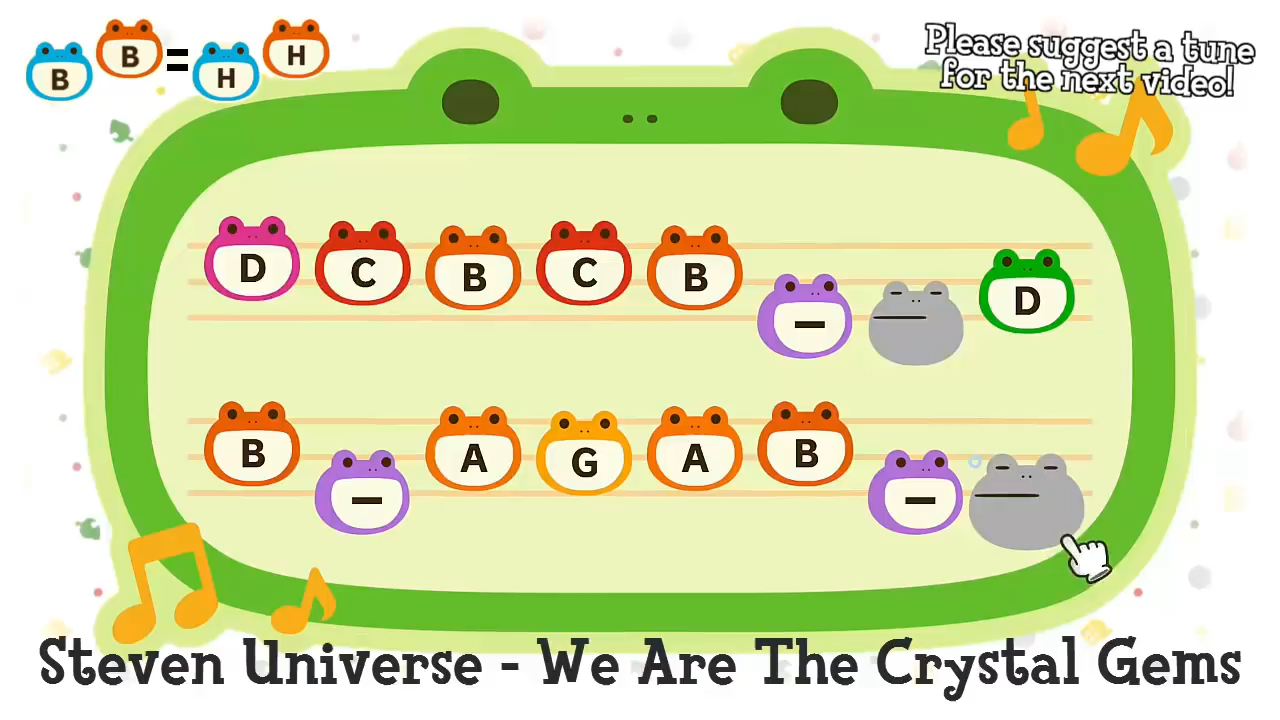 B B = H H
Please suggest a tune
for the next video!
D C B C B – D
B – A G A B –
Steven Universe - We Are The Crystal Gems